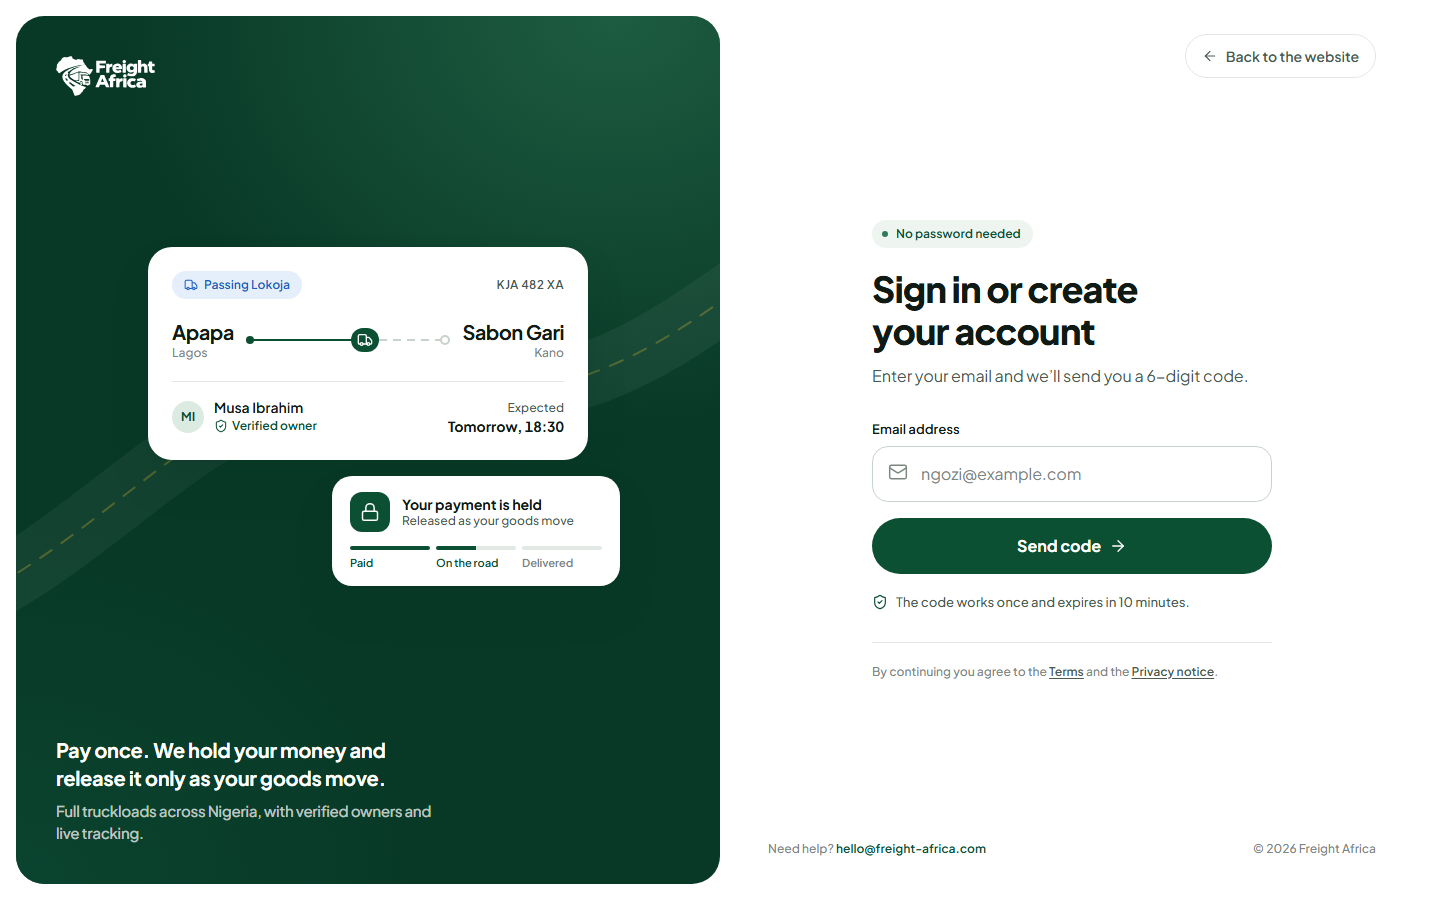 Freight
Africa
Passing Lokoja
KJA 482 XA
Apapa
Lagos
Sabon Gari
Kano
MI
Musa Ibrahim
Verified owner
Expected
Tomorrow, 18:30
Your payment is held
Released as your goods move
Paid
On the road
Delivered
Pay once. We hold your money and
release it only as your goods move.
Full truckloads across Nigeria, with verified owners and
live tracking.
Back to the website
No password needed
Sign in or create
your account
Enter your email and we’ll send you a 6-digit code.
Email address
ngozi@example.com
Send code
The code works once and expires in 10 minutes.
By continuing you agree to the Terms and the Privacy notice.
Need help? hello@freight-africa.com
© 2026 Freight Africa